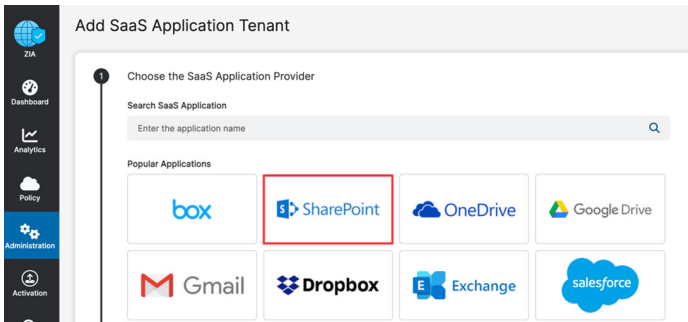 ZIA
Dashboard
Analytics
Policy
Administration
Activation
Add SaaS Application Tenant
1
Choose the SaaS Application Provider
Search SaaS Application
Enter the application name
Popular Applications
box
S SharePoint
OneDrive
Google Drive
Gmail
Dropbox
E Exchange
salesforce